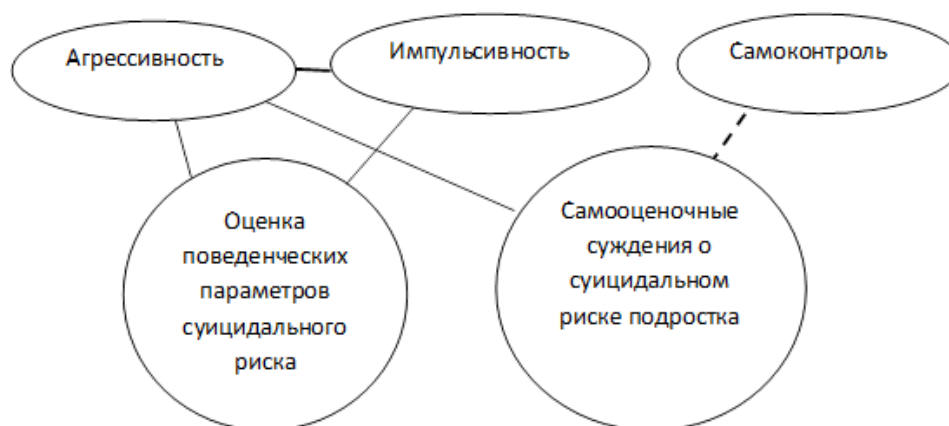 Агрессивность
Импульсивность
Самоконтроль
Оценка
поведенческих
параметров
суицидального
риска
Самооценочные
суждения о
суицидальном
риске подростка